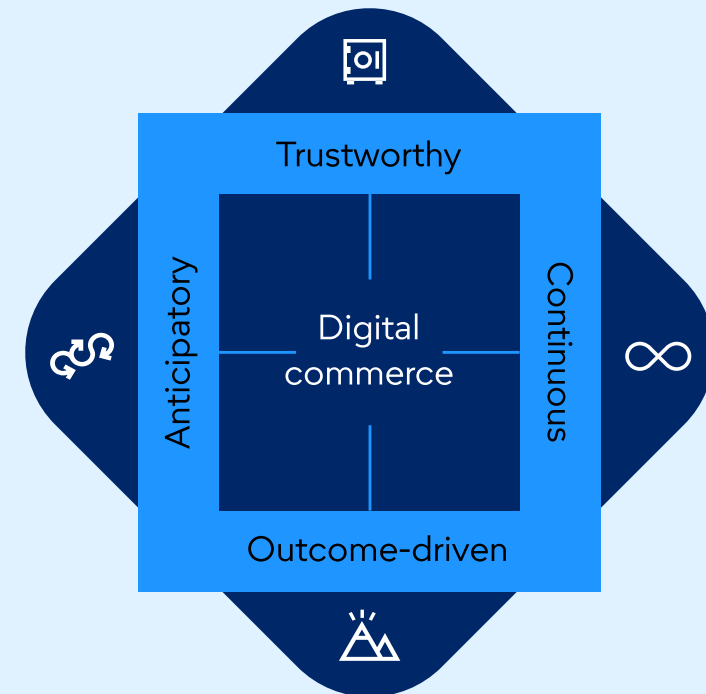 Trustworthy
Anticipatory
Digital
commerce
Continuous
Outcome-driven